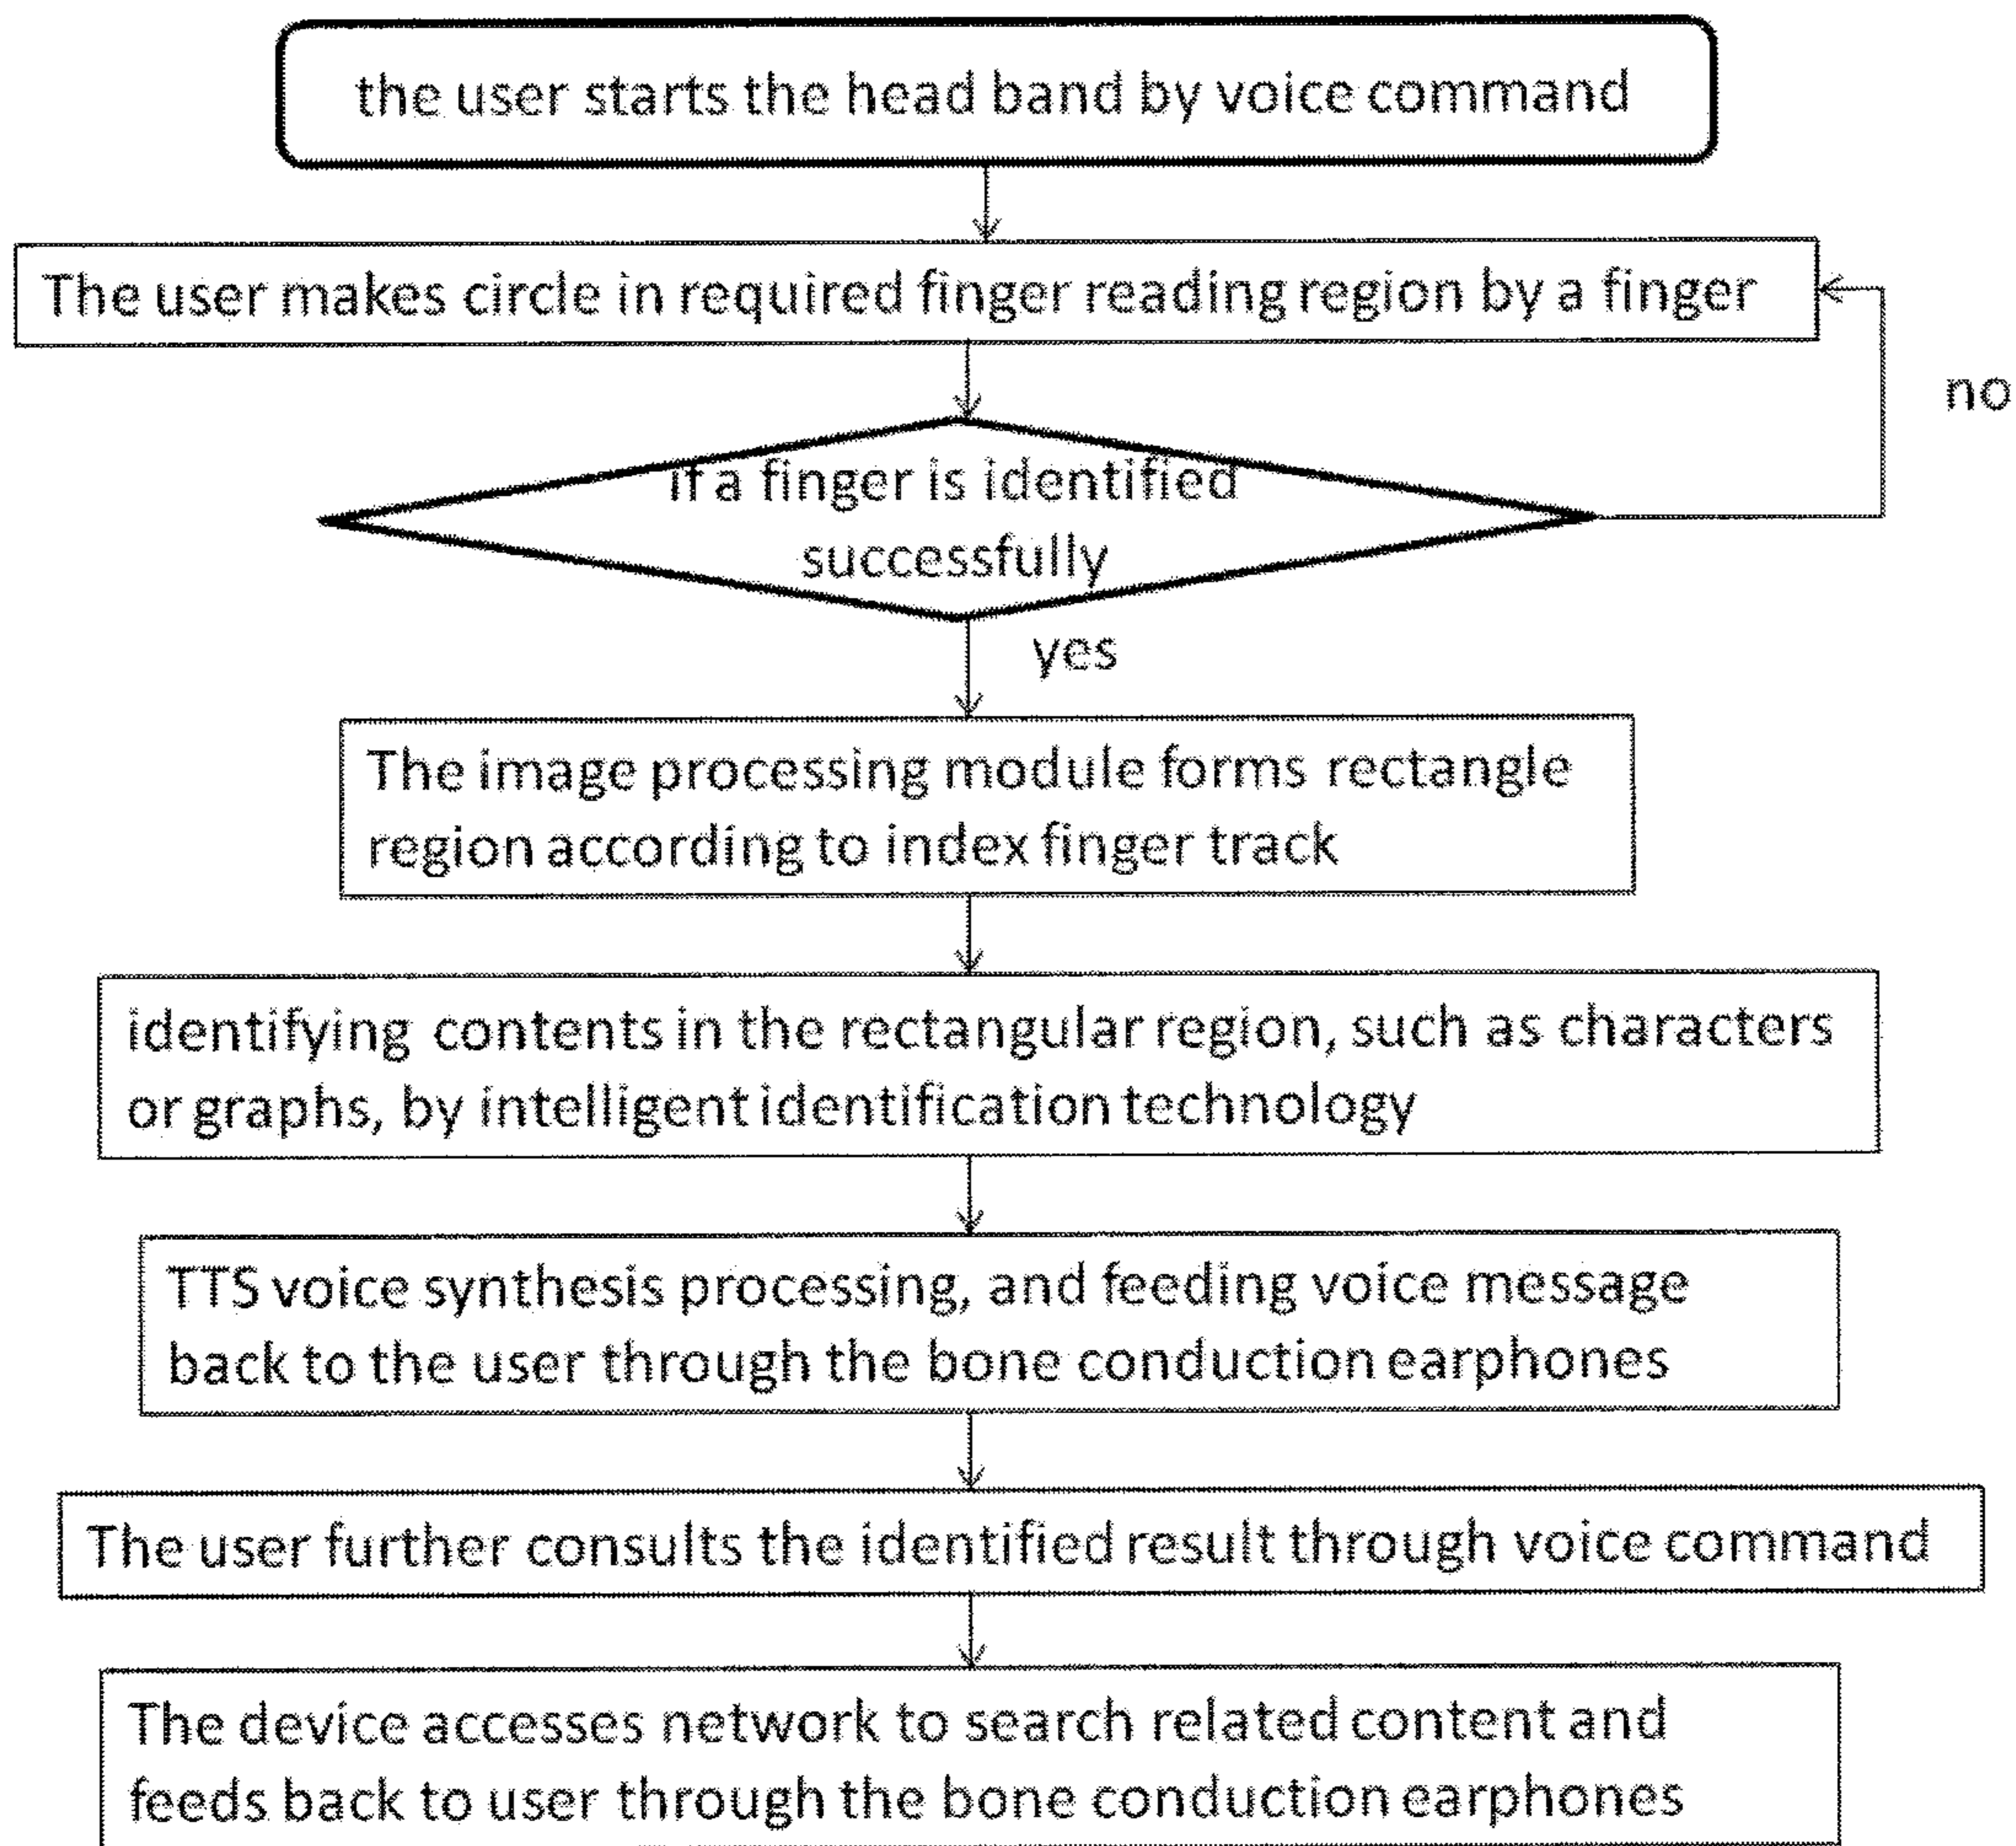 the user starts the head band by voice command
The user makes circle in required finger reading region by a finger
no
if a finger is identified
successfully
yes
The image processing module forms rectangle
region according to index finger track
identifying contents in the rectangular region, such as characters
or graphs, by intelligent identification technology
TTS voice synthesis processing, and feeding voice message
back to the user through the bone conduction earphones
The user further consults the identified result through voice command
The device accesses network to search related content and
feeds back to user through the bone conduction earphones